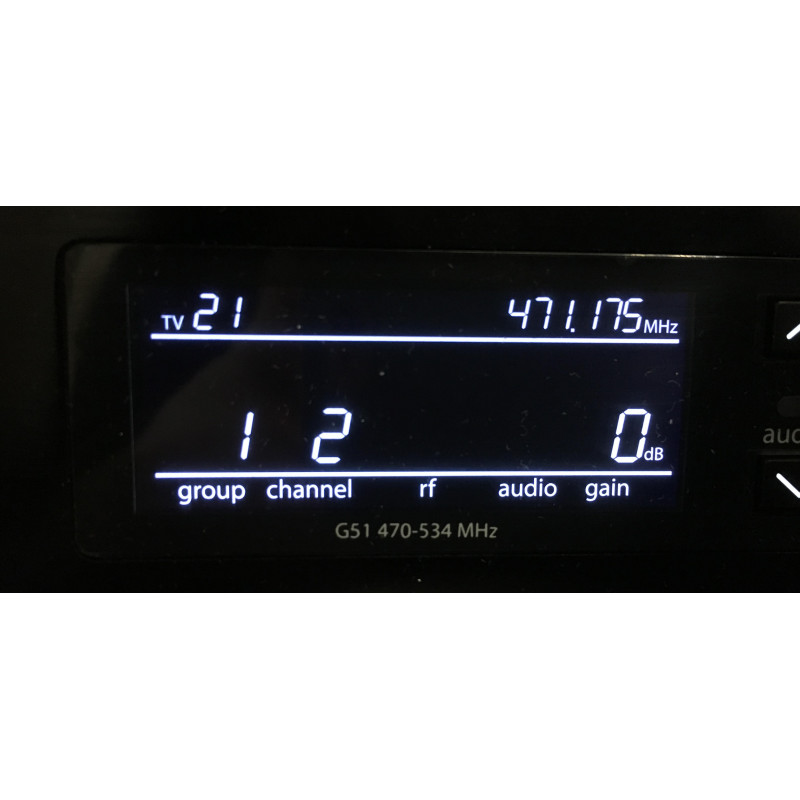 TV 21 471.175 MHz
1 2 0 dB
group channel rf audio gain
G51 470-534 MHz